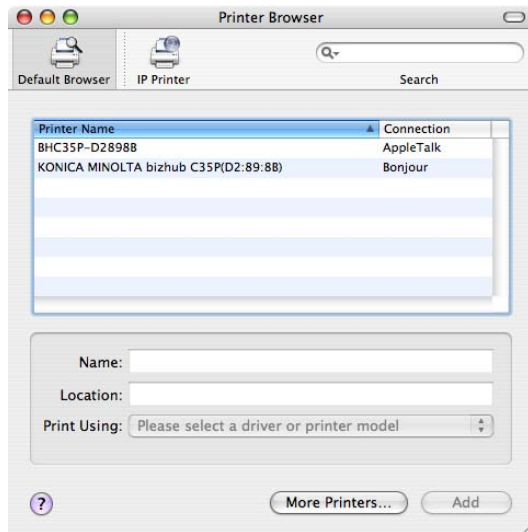 Printer Browser
Default Browser
IP Printer
Search
Printer Name Connection
BHC35P-D2898B AppleTalk
KONICA MINOLTA bizhub C35P(D2:89:8B) Bonjour
Name:
Location:
Print Using: Please select a driver or printer model
? More Printers... Add